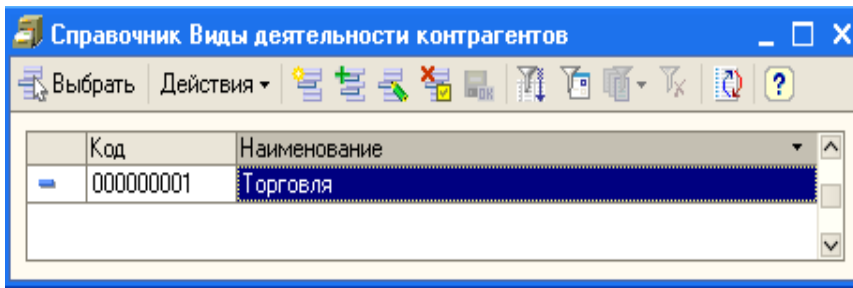 Справочник Виды деятельности контрагентов
Выбрать Действия
Код Наименование
000000001 Торговля